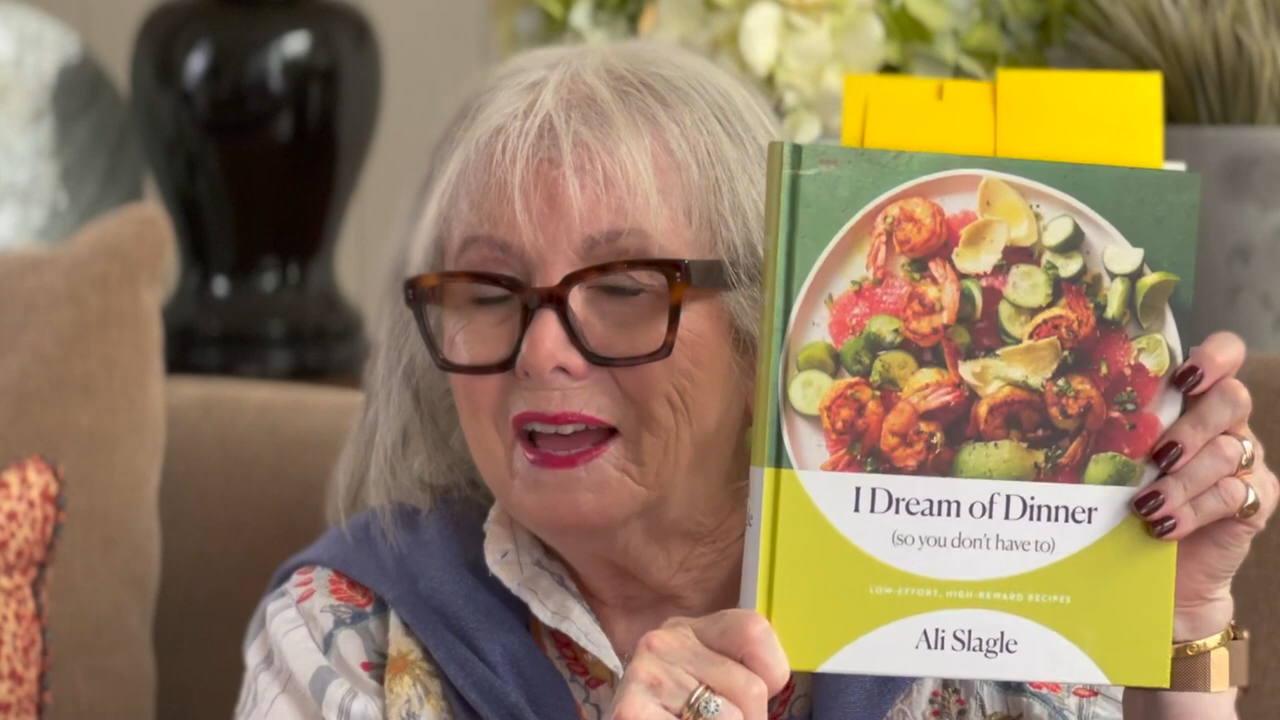 I Dream of Dinner
(so you don't have to)
LOW-EFFORT, HIGH-REWARD RECIPES
Ali Slagle